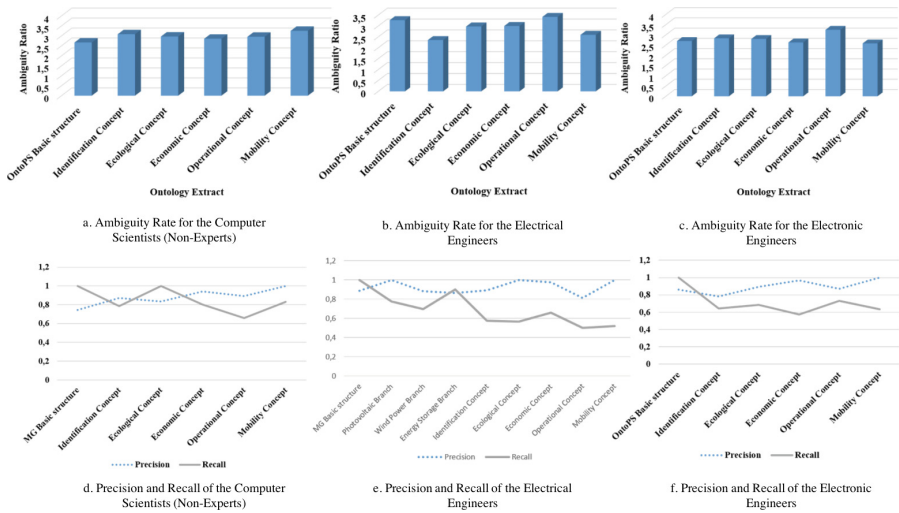 Ambiguity Ratio
4
3,5
3
2,5
2
1,5
1
0,5
0
OntoPS Basic structure
Identification Concept
Ecological Concept
Economic Concept
Operational Concept
Mobility Concept
Ontology Extract
a. Ambiguity Rate for the Computer
Scientists (Non-Experts)
Ambiguity Ratio
3,5
3
2,5
2
1,5
1
0,5
0
OntoPS Basic structure
Identification Concept
Ecological Concept
Economic Concept
Operational Concept
Mobility Concept
Ontology Extract
b. Ambiguity Rate for the Electrical
Engineers
Ambiguity Ratio
4
3,5
3
2,5
2
1,5
1
0,5
0
OntoPS Basic structure
Identification Concept
Ecological Concept
Economic Concept
Operational Concept
Mobility Concept
Ontology Extract
c. Ambiguity Rate for the Electronic
Engineers
1,2
1
0,8
0,6
0,4
0,2
0
MG Basic structure
Identification Concept
Ecological Concept
Economic Concept
Operational Concept
Mobility Concept
Precision Recall
d. Precision and Recall of the Computer
Scientists (Non-Experts)
1,2
1
0,8
0,6
0,4
0,2
0
MG Basic structure
Photovoltaic Branch
Wind Power Branch
Energy Storage Branch
Identification Concept
Ecological Concept
Economic Concept
Operational Concept
Mobility Concept
Precision Recall
e. Precision and Recall of the Electrical
Engineers
1,2
1
0,8
0,6
0,4
0,2
0
OntoPS Basic structure
Identification Concept
Ecological Concept
Economic Concept
Operational Concept
Mobility Concept
Precision Recall
f. Precision and Recall of the Electronic
Engineers